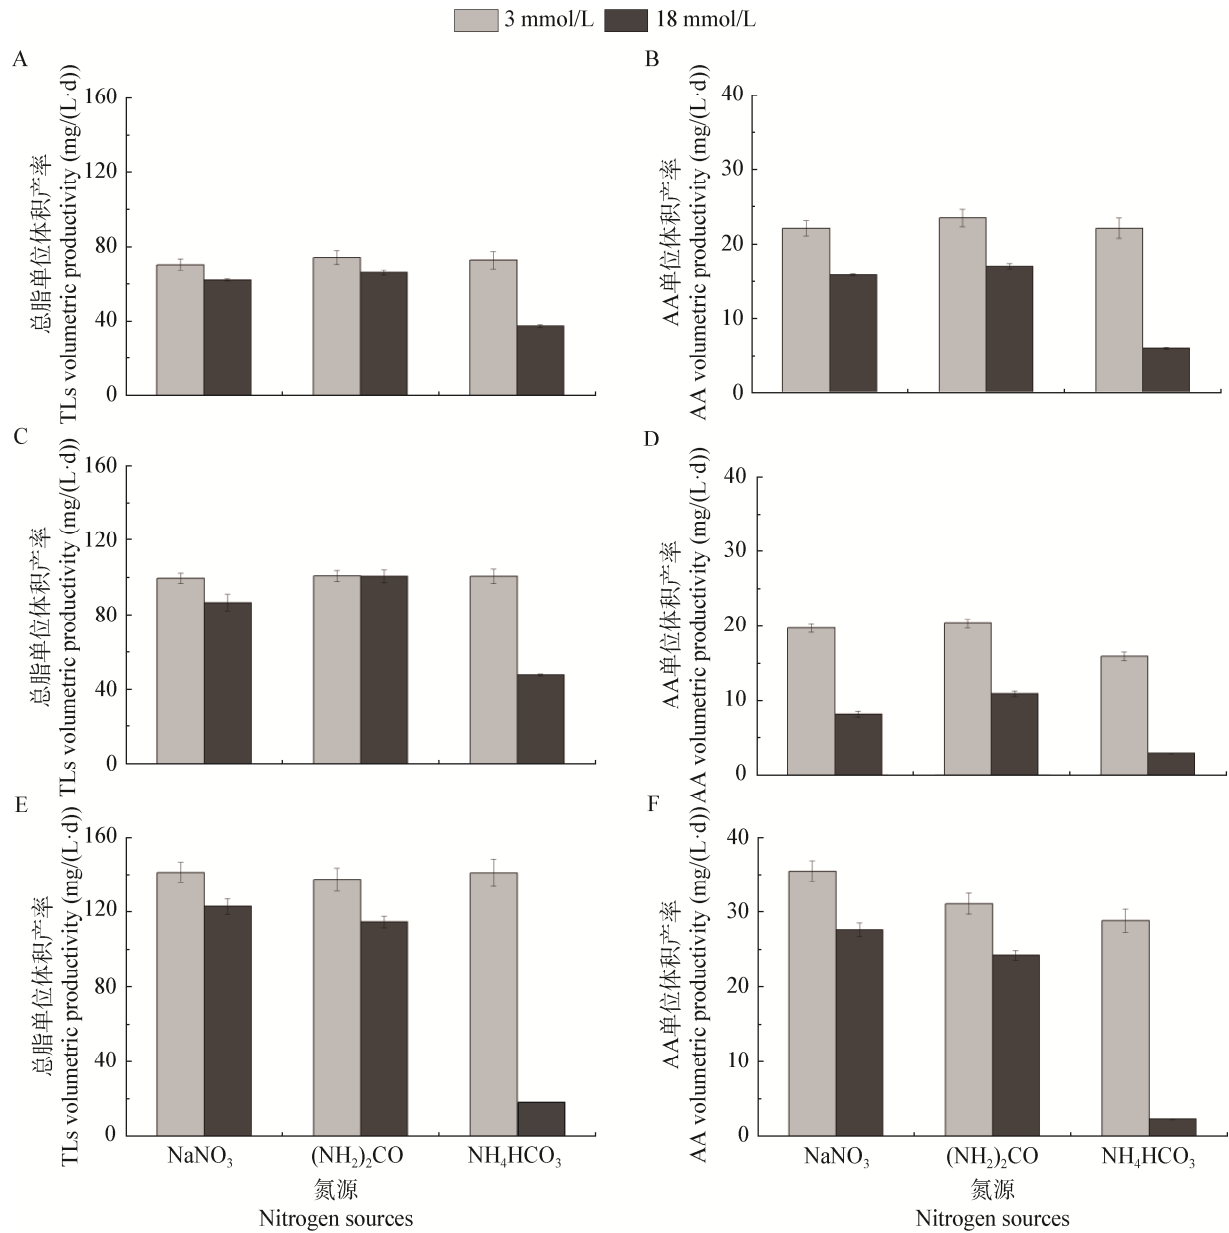 3 mmol/L 18 mmol/L
A
总脂单位体积产率
TLs volumetric productivity (mg/(L·d))
160
120
80
40
0
B
AA单位体积产率
AA volumetric productivity (mg/(L·d))
40
30
20
10
0
C
总脂单位体积产率
TLs volumetric productivity (mg/(L·d))
160
120
80
40
0
D
AA单位体积产率
AA volumetric productivity (mg/(L·d))
40
30
20
10
0
E
总脂单位体积产率
TLs volumetric productivity (mg/(L·d))
160
120
80
40
0
NaNO₃ (NH₂)₂CO NH₄HCO₃
氮源
Nitrogen sources
F
AA单位体积产率
AA volumetric productivity (mg/(L·d))
40
30
20
10
0
NaNO₃ (NH₂)₂CO NH₄HCO₃
氮源
Nitrogen sources